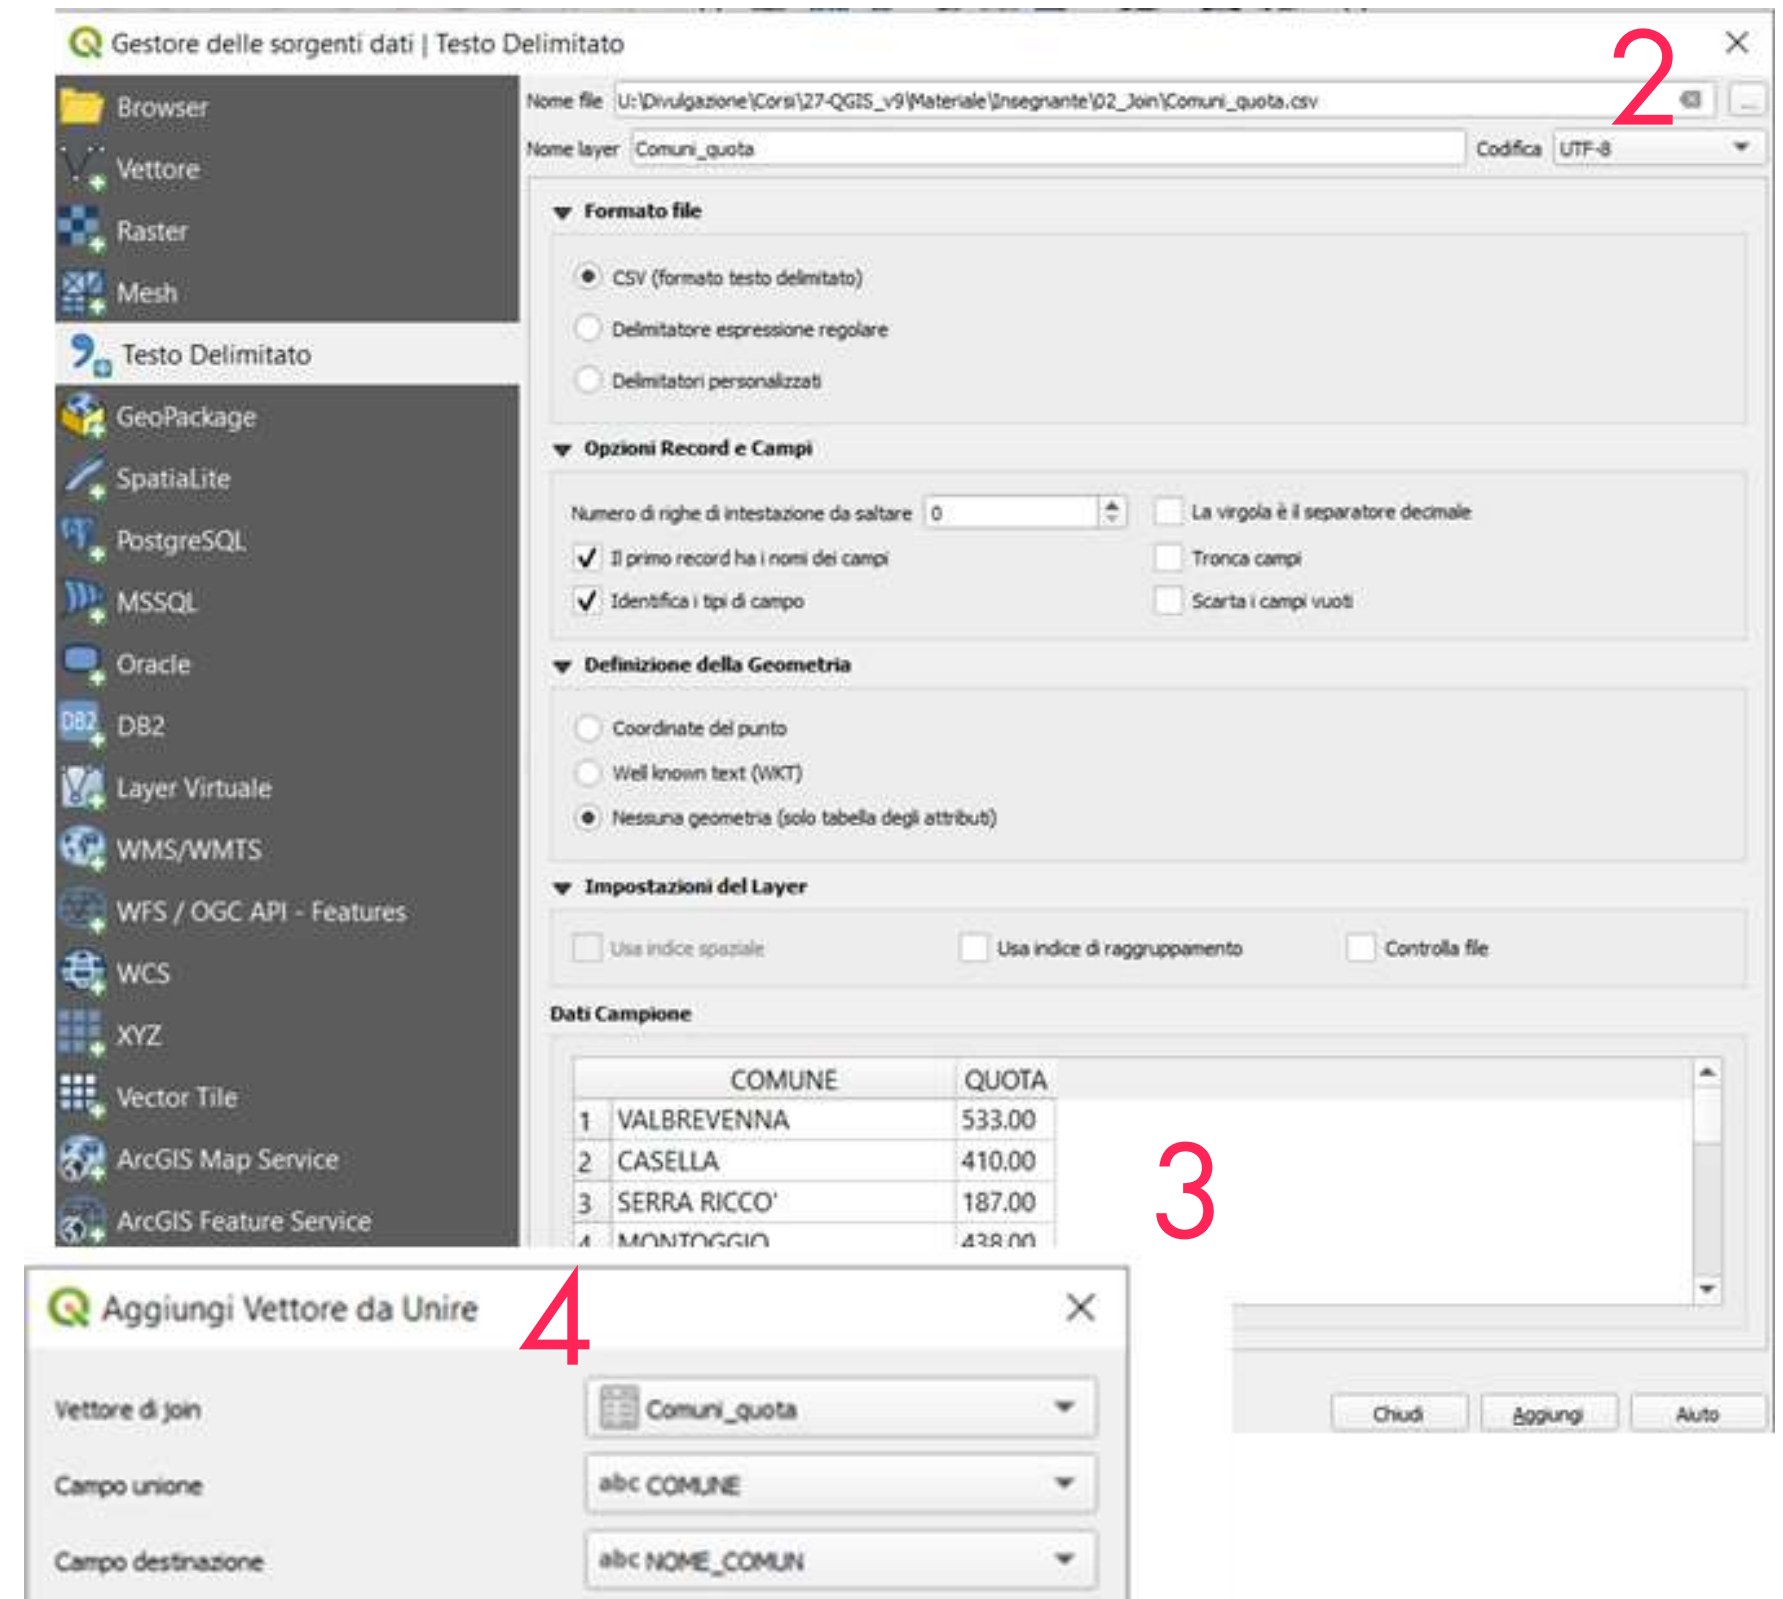 Gestore delle sorgenti dati | Testo Delimitato
2
Browser
Vettore
Raster
Mesh
Testo Delimitato
GeoPackage
SpatiaLite
PostgreSQL
MSSQL
Oracle
DB2
Layer Virtuale
WMS/WMTS
WFS / OGC API - Features
WCS
XYZ
Vector Tile
ArcGIS Map Service
ArcGIS Feature Service
Nome file U:\Divulgazione\Corsi\27-QGIS_v9\Materiale\Insegnante\02_Join\Comuni_quota.csv ...
Nome layer Comuni_quota Codifica UTF-8
Formato file
CSV (formato testo delimitato)
Delimitatore espressione regolare
Delimitatori personalizzati
Opzioni Record e Campi
Numero di righe di intestazione da saltare 0 La virgola è il separatore decimale
Il primo record ha i nomi dei campi Tronca campi
Identifica i tipi di campo Scarta i campi vuoti
Definizione della Geometria
Coordinate del punto
Well known text (WKT)
Nessuna geometria (solo tabella degli attributi)
Impostazioni del Layer
Usa indice spaziale Usa indice di raggruppamento Controlla file
Dati Campione
COMUNE QUOTA
1 VALBREVENNA 533.00
2 CASELLA 410.00
3 SERRA RICCO' 187.00
4 MONTOGGIO 438.00
3
Chiudi Aggiungi Aiuto
Aggiungi Vettore da Unire
4
Vettore di join Comuni_quota
Campo unione abc COMUNE
Campo destinazione abc NOME_COMUN